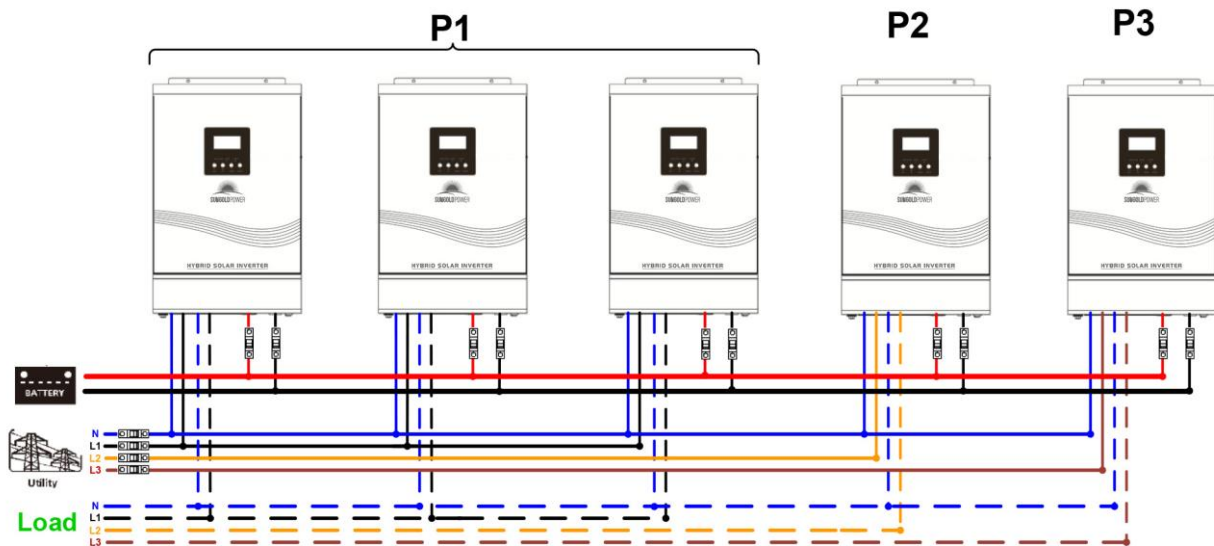 P1
P2
P3
SUNGOLDPOWER
SUNGOLDPOWER
SUNGOLDPOWER
SUNGOLDPOWER
SUNGOLDPOWER
HYBRID SOLAR INVERTER
HYBRID SOLAR INVERTER
HYBRID SOLAR INVERTER
HYBRID SOLAR INVERTER
HYBRID SOLAR INVERTER
BATTERY
N
L1
L2
L3
Utility
N
Load
L1
L2
L3